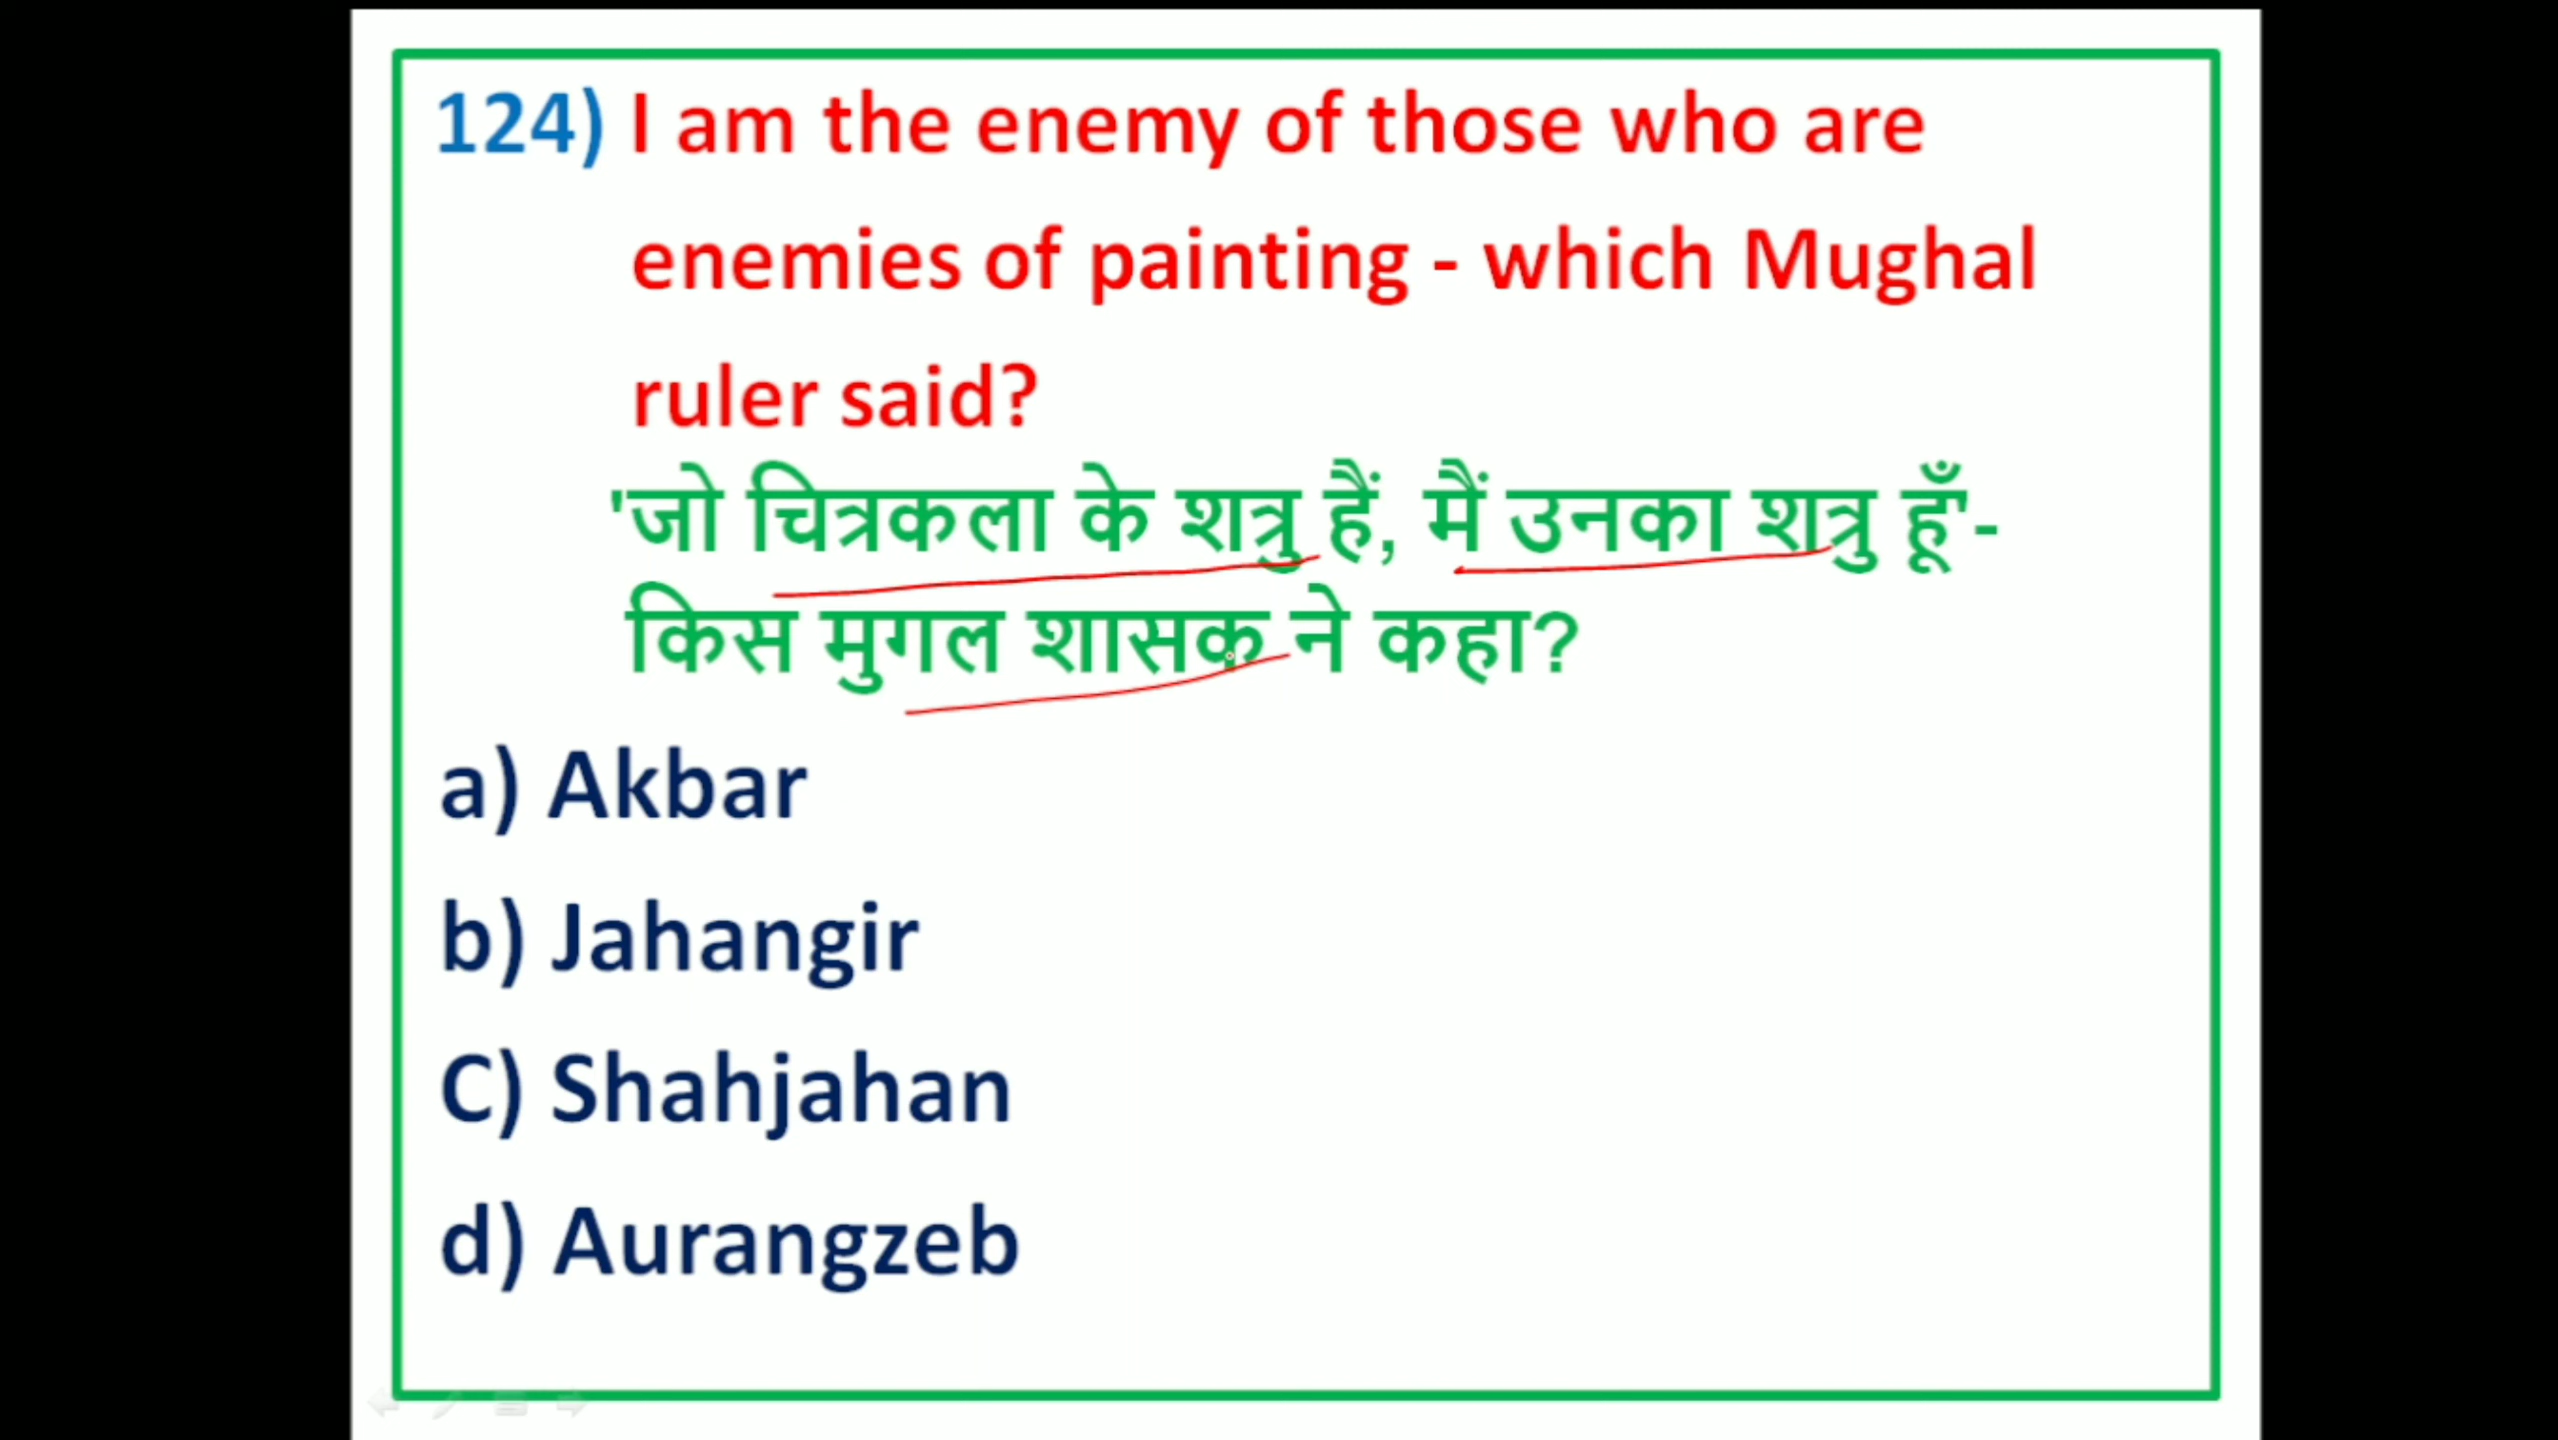 124) I am the enemy of those who are
enemies of painting - which Mughal
ruler said?
'जो चित्रकला के शत्रु हैं, मैं उनका शत्रु हूँ'-
किस मुगल शासक ने कहा?
a) Akbar
b) Jahangir
C) Shahjahan
d) Aurangzeb